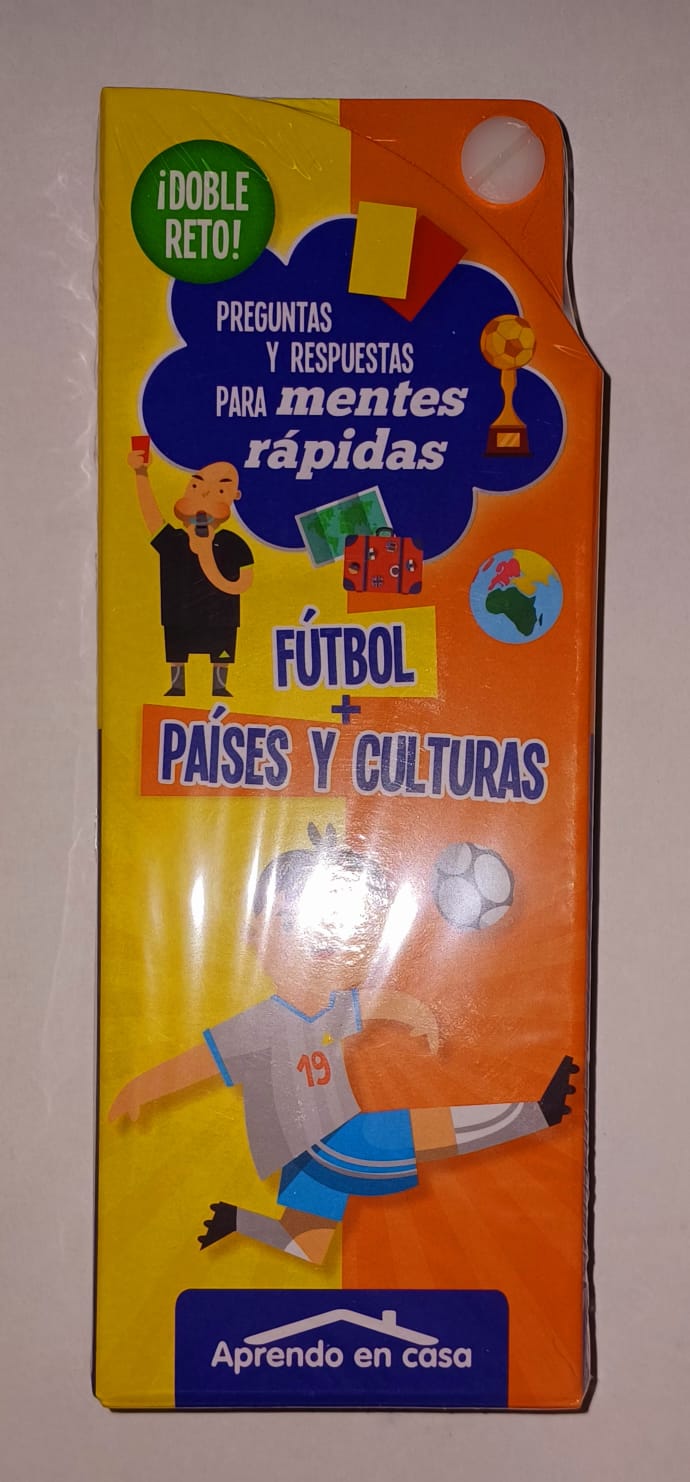 ¡DOBLE
RETO!
PREGUNTAS
Y RESPUESTAS
PARA mentes
rápidas
FÚTBOL
+
PAÍSES Y CULTURAS
19
Aprendo en casa